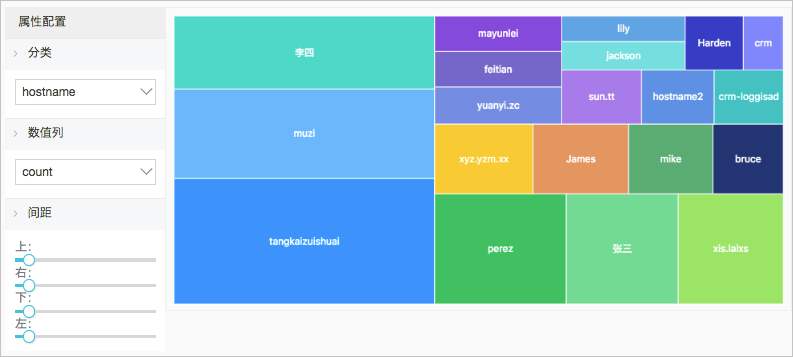 属性配置
分类
hostname
数值列
count
间距
上:
右:
下:
左:
李四
muzi
tangkaizuishuai
mayunlei
feitian
yuanyi.zc
lily
jackson
Harden
crm
sun.tt
hostname2
crm-loggisad
xyz.yzm.xx
James
mike
bruce
perez
张三
xis.laixs